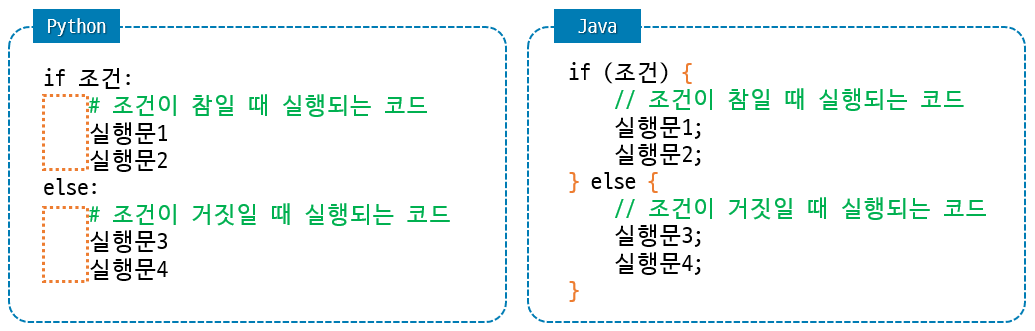 Python
if 조건:
# 조건이 참일 때 실행되는 코드
실행문1
실행문2
else:
# 조건이 거짓일 때 실행되는 코드
실행문3
실행문4
Java
if (조건) {
// 조건이 참일 때 실행되는 코드
실행문1;
실행문2;
} else {
// 조건이 거짓일 때 실행되는 코드
실행문3;
실행문4;
}